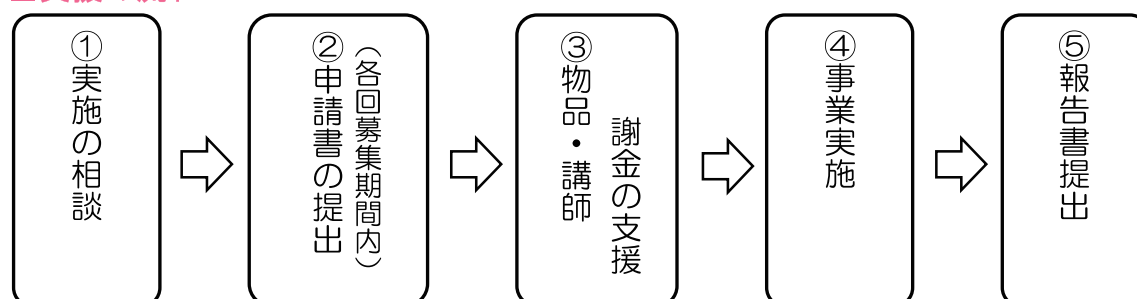 ①実施の相談
②申請書の提出
（各回募集期間内）
③物品・講師
謝金の支援
④事業実施
⑤報告書提出